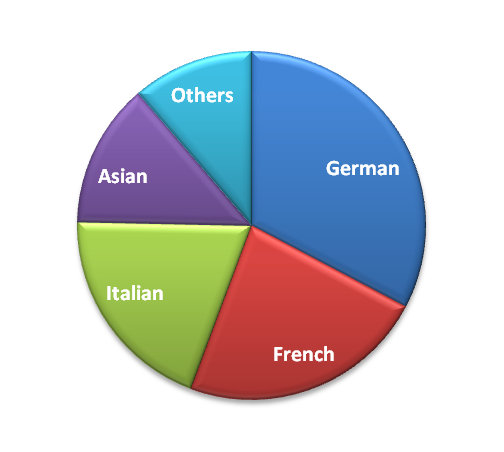 Others
German
Asian
Italian
French